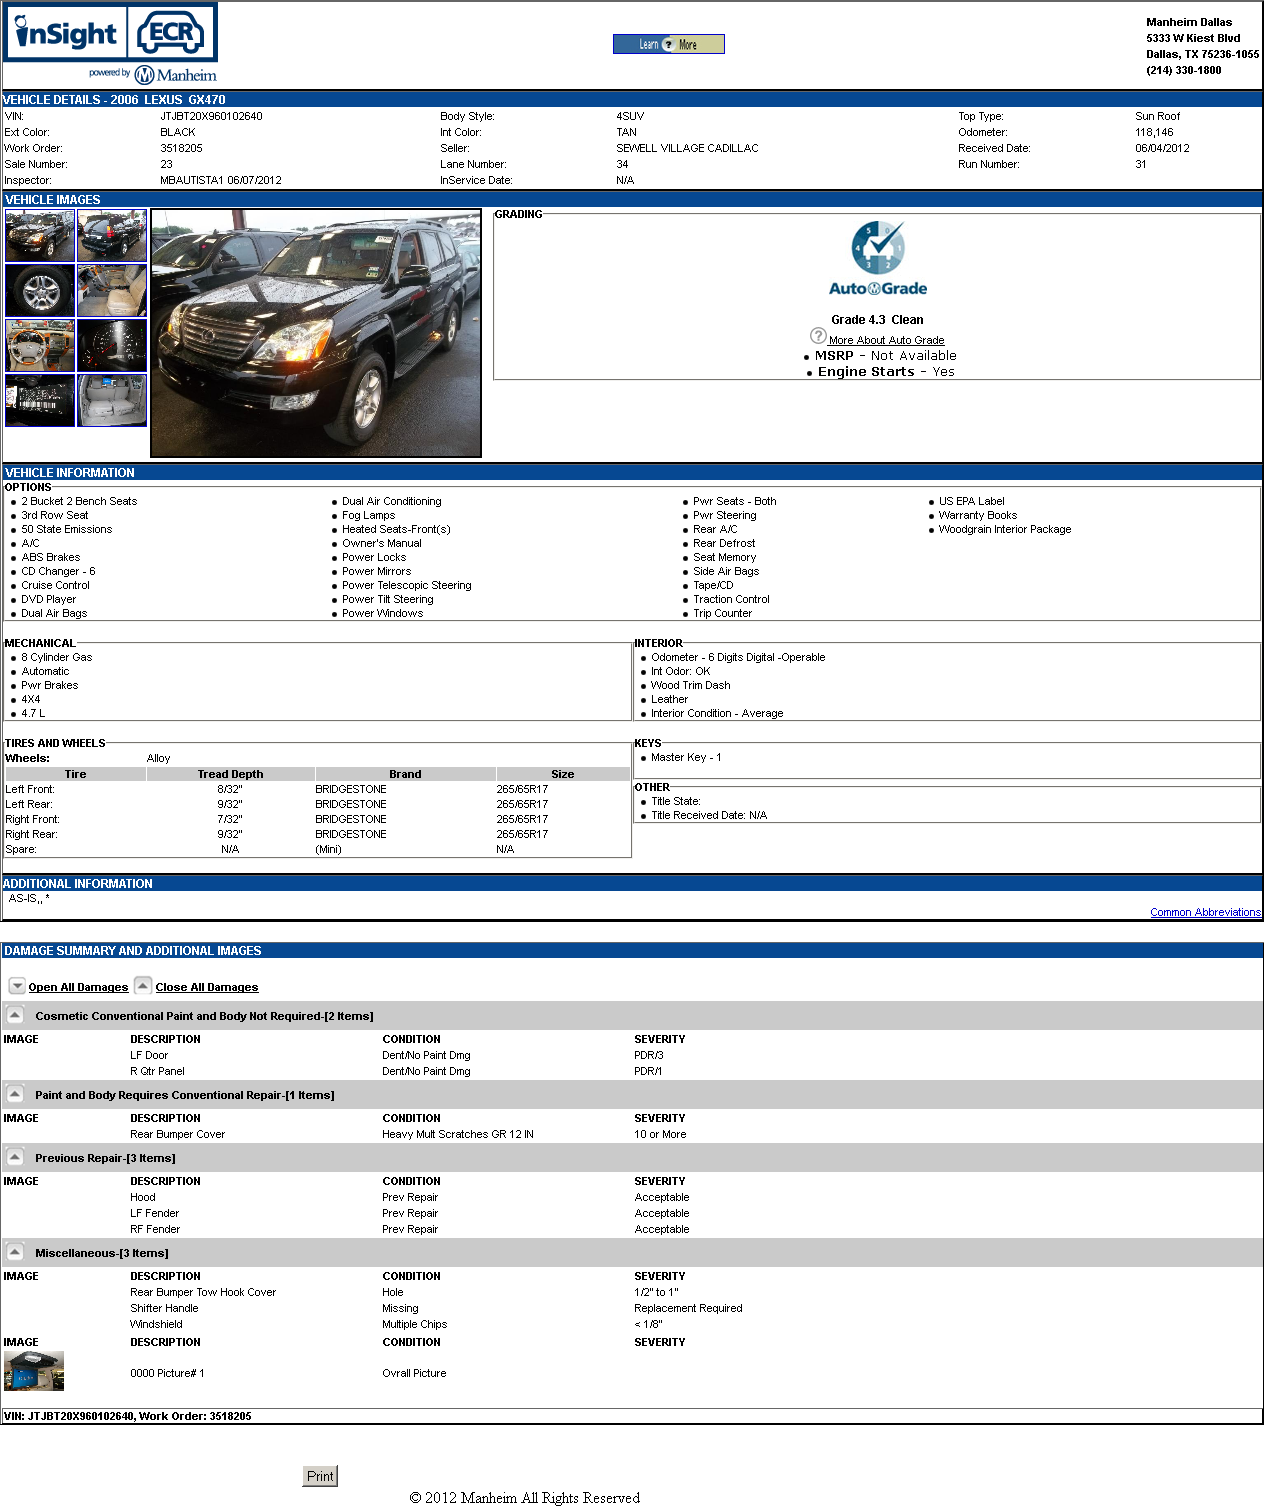 inSight ECR
powered by Manheim
Learn ? More
Manheim Dallas
5333 W Kiest Blvd
Dallas, TX 75236-1055
(214) 330-1800
VEHICLE DETAILS - 2006 LEXUS GX470
VIN: JTJBT20X960102640 Body Style: 4SUV Top Type: Sun Roof
Ext Color: BLACK Int Color: TAN Odometer: 118,146
Work Order: 3518205 Seller: SEWELL VILLAGE CADILLAC Received Date: 06/04/2012
Sale Number: 23 Lane Number: 34 Run Number: 31
Inspector: MBAUTISTA1 06/07/2012 InService Date: N/A
VEHICLE IMAGES
GRADING
5 4 3 2 1 0
AutoGrade
Grade 4.3 Clean
? More About Auto Grade
• MSRP - Not Available
• Engine Starts - Yes
VEHICLE INFORMATION
OPTIONS
• 2 Bucket 2 Bench Seats • Dual Air Conditioning • Pwr Seats - Both • US EPA Label
• 3rd Row Seat • Fog Lamps • Pwr Steering • Warranty Books
• 50 State Emissions • Heated Seats-Front(s) • Rear A/C • Woodgrain Interior Package
• A/C • Owner's Manual • Rear Defrost
• ABS Brakes • Power Locks • Seat Memory
• CD Changer - 6 • Power Mirrors • Side Air Bags
• Cruise Control • Power Telescopic Steering • Tape/CD
• DVD Player • Power Tilt Steering • Traction Control
• Dual Air Bags • Power Windows • Trip Counter
MECHANICAL
• 8 Cylinder Gas
• Automatic
• Pwr Brakes
• 4X4
• 4.7 L
INTERIOR
• Odometer - 6 Digits Digital -Operable
• Int Odor: OK
• Wood Trim Dash
• Leather
• Interior Condition - Average
TIRES AND WHEELS
Wheels: Alloy
Tire Tread Depth Brand Size
Left Front: 8/32" BRIDGESTONE 265/65R17
Left Rear: 9/32" BRIDGESTONE 265/65R17
Right Front: 7/32" BRIDGESTONE 265/65R17
Right Rear: 9/32" BRIDGESTONE 265/65R17
Spare: N/A (Mini) N/A
KEYS
• Master Key - 1
OTHER
• Title State:
• Title Received Date: N/A
ADDITIONAL INFORMATION
AS-IS,, *
Common Abbreviations
DAMAGE SUMMARY AND ADDITIONAL IMAGES
Open All Damages Close All Damages
Cosmetic Conventional Paint and Body Not Required-[2 Items]
IMAGE DESCRIPTION CONDITION SEVERITY
LF Door Dent/No Paint Dmg PDR/3
R Qtr Panel Dent/No Paint Dmg PDR/1
Paint and Body Requires Conventional Repair-[1 Items]
IMAGE DESCRIPTION CONDITION SEVERITY
Rear Bumper Cover Heavy Mult Scratches GR 12 IN 10 or More
Previous Repair-[3 Items]
IMAGE DESCRIPTION CONDITION SEVERITY
Hood Prev Repair Acceptable
LF Fender Prev Repair Acceptable
RF Fender Prev Repair Acceptable
Miscellaneous-[3 Items]
IMAGE DESCRIPTION CONDITION SEVERITY
Rear Bumper Tow Hook Cover Hole 1/2" to 1"
Shifter Handle Missing Replacement Required
Windshield Multiple Chips < 1/8"
IMAGE DESCRIPTION CONDITION SEVERITY
0000 Picture# 1 Ovrall Picture
VIN: JTJBT20X960102640, Work Order: 3518205
Print
© 2012 Manheim All Rights Reserved